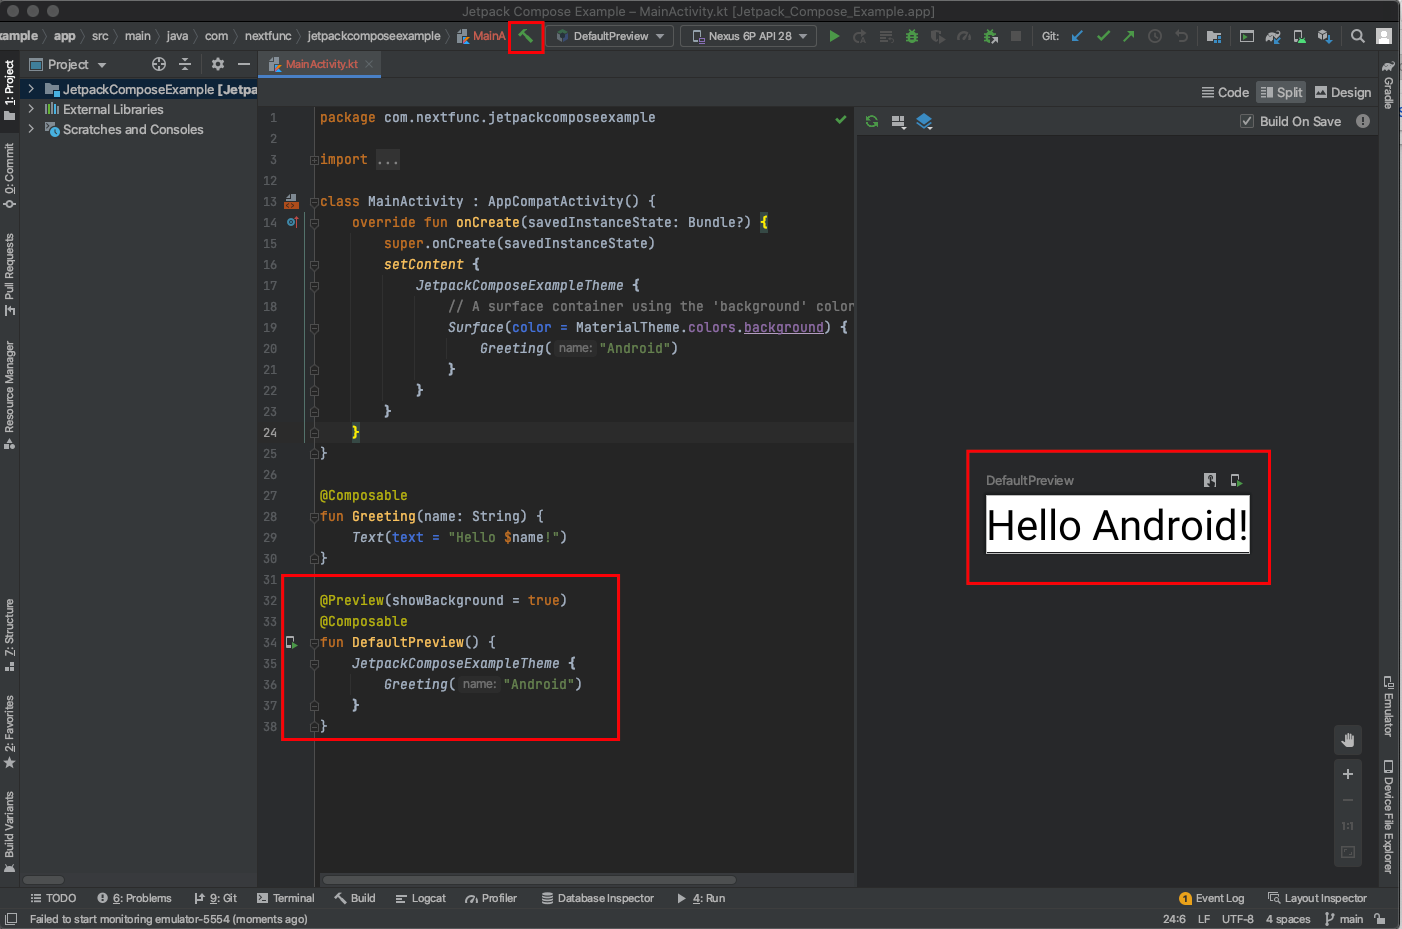 Jetpack Compose Example – MainActivity.kt [Jetpack_Compose_Example.app]
xample › app › src › main › java › com › nextfunc › jetpackcomposeexample › MainA
DefaultPreview
Nexus 6P API 28
Git:
Project
MainActivity.kt
Code
Split
Design
Build On Save
JetpackComposeExample [Jetpa
External Libraries
Scratches and Consoles
1: Project
0: Commit
Pull Requests
Resource Manager
Z: Structure
2: Favorites
Build Variants
1 package com.nextfunc.jetpackcomposeexample
2
3 import ...
12
13 class MainActivity : AppCompatActivity() {
14 override fun onCreate(savedInstanceState: Bundle?) {
15 super.onCreate(savedInstanceState)
16 setContent {
17 JetpackComposeExampleTheme {
18 // A surface container using the 'background' color
19 Surface(color = MaterialTheme.colors.background) {
20 Greeting( name: "Android")
21 }
22 }
23 }
24 }
25 }
26
27 @Composable
28 fun Greeting(name: String) {
29 Text(text = "Hello $name!")
30 }
31
32 @Preview(showBackground = true)
33 @Composable
34 fun DefaultPreview() {
35 JetpackComposeExampleTheme {
36 Greeting( name: "Android")
37 }
38 }
DefaultPreview
Hello Android!
1:1
Gradle
Emulator
Device File Explorer
TODO
6: Problems
9: Git
Terminal
Build
Logcat
Profiler
Database Inspector
4: Run
1 Event Log
Layout Inspector
Failed to start monitoring emulator-5554 (moments ago)
24:6 LF UTF-8 4 spaces main